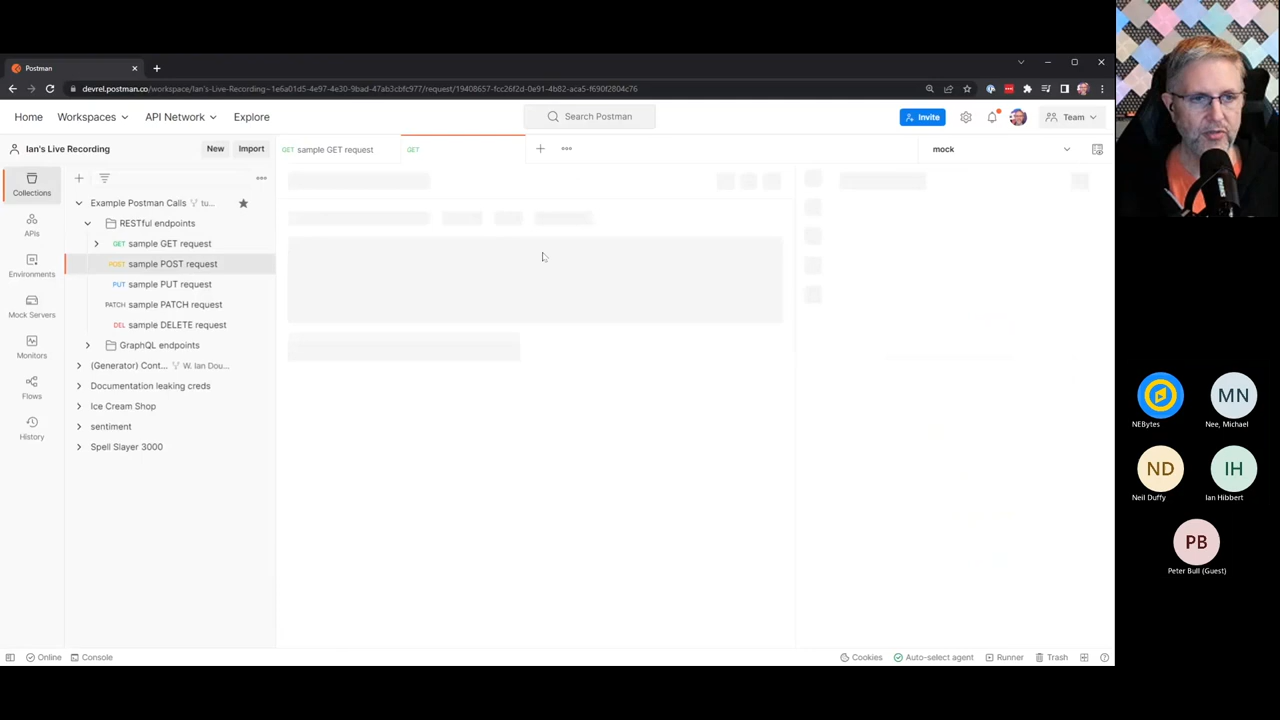 Postman
devrel.postman.co/workspace/Ian's-Live-Recording~1e6a01d5-4e97-4e30-9bad-47ab3cbfc977/request/19408657-fcc26f2d-0e91-4b82-aca5-f690f2804c76
Home Workspaces API Network Explore Search Postman Invite Team
Ian's Live Recording New Import GET sample GET request GET mock
Collections
APIs
Environments
Mock Servers
Monitors
Flows
History
Example Postman Calls tu...
RESTful endpoints
GET sample GET request
POST sample POST request
PUT sample PUT request
PATCH sample PATCH request
DEL sample DELETE request
GraphQL endpoints
(Generator) Cont... W. Ian Dou...
Documentation leaking creds
Ice Cream Shop
sentiment
Spell Slayer 3000
Online Console Cookies Auto-select agent Runner Trash
MN
NEBytes Nee, Michael
ND IH
Neil Duffy Ian Hibbert
PB
Peter Bull (Guest)